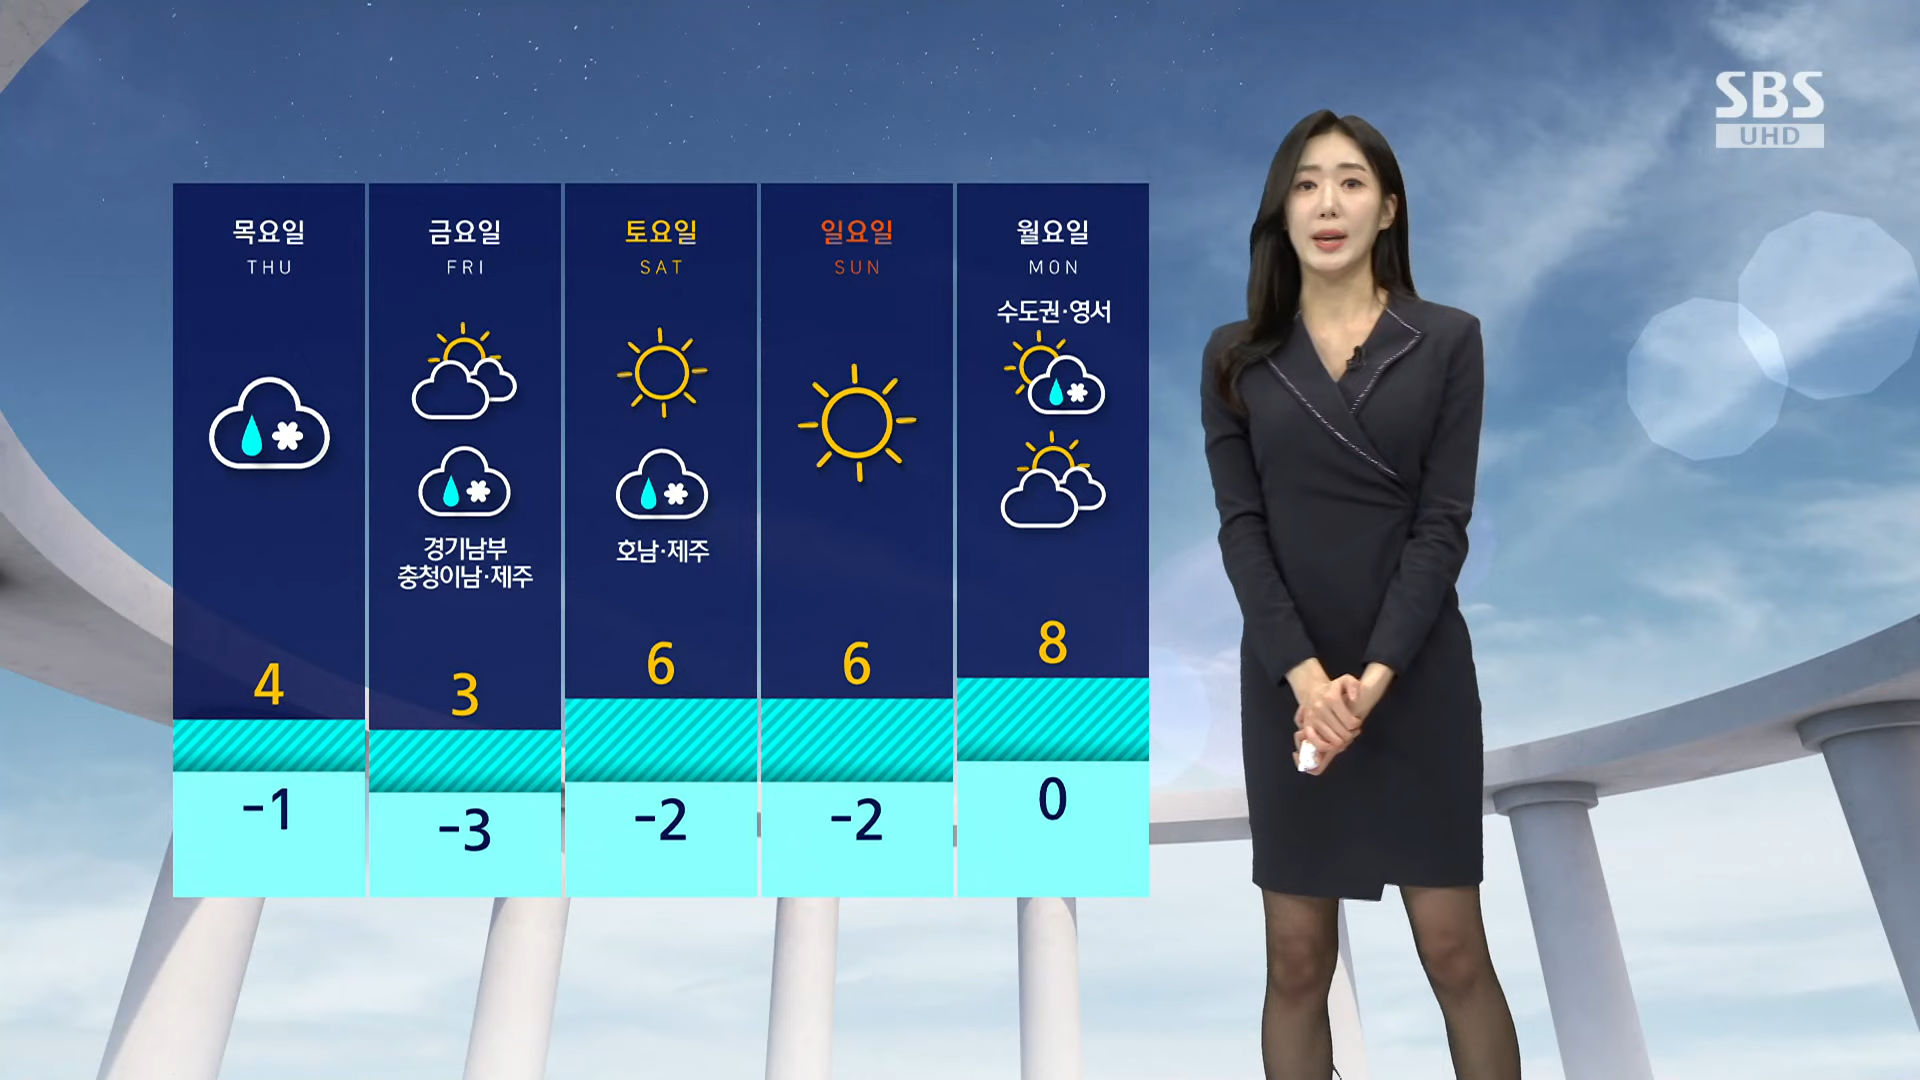 SBS
UHD
목요일
THU
4
-1
금요일
FRI
경기남부
충청이남·제주
3
-3
토요일
SAT
호남·제주
6
-2
일요일
SUN
6
-2
월요일
MON
수도권·영서
8
0